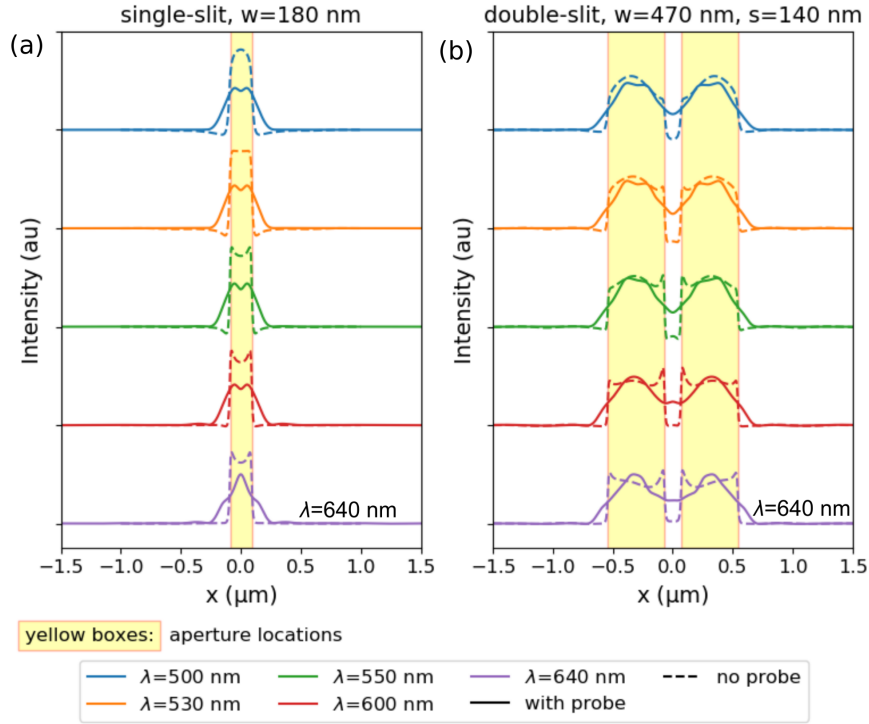 single-slit, w=180 nm
double-slit, w=470 nm, s=140 nm
(a)
(b)
Intensity (au)
Intensity (au)
λ=640 nm
λ=640 nm
−1.5 −1.0 −0.5 0.0 0.5 1.0 1.5
−1.5 −1.0 −0.5 0.0 0.5 1.0 1.5
x (μm)
x (μm)
yellow boxes: aperture locations
λ=500 nm λ=550 nm λ=640 nm no probe
λ=530 nm λ=600 nm with probe